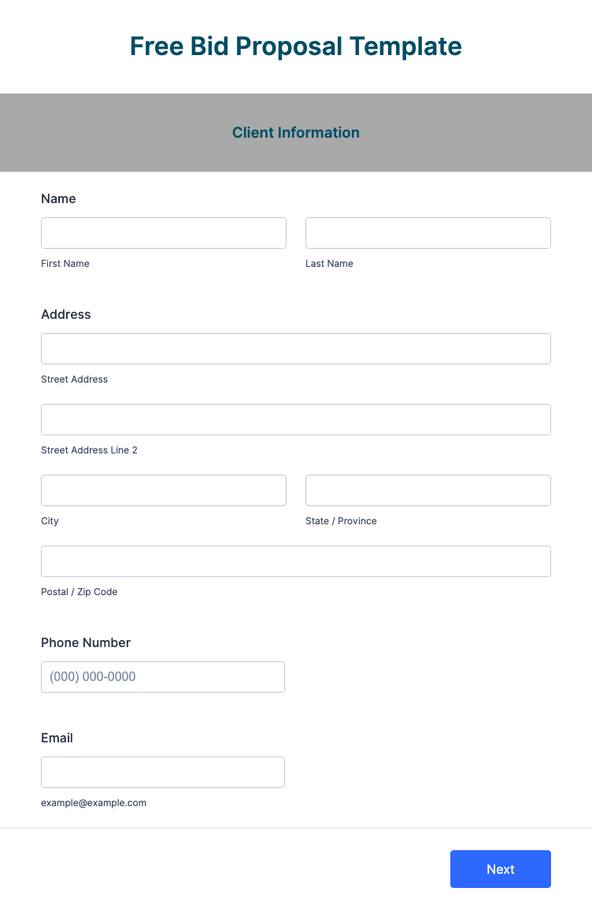 Free Bid Proposal Template
Client Information
Name
First Name
Last Name
Address
Street Address
Street Address Line 2
City
State / Province
Postal / Zip Code
Phone Number
(000) 000-0000
Email
example@example.com
Next